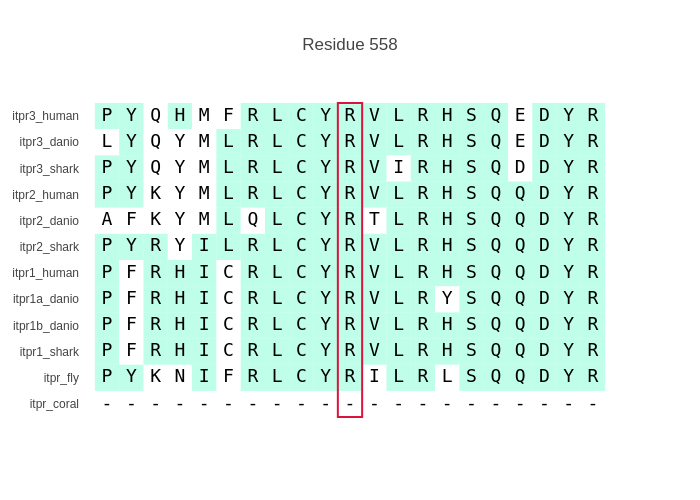 Residue 558
itpr3_human P Y Q H M F R L C Y R V L R H S Q E D Y R
itpr3_danio L Y Q Y M L R L C Y R V L R H S Q E D Y R
itpr3_shark P Y Q Y M L R L C Y R V I R H S Q D D Y R
itpr2_human P Y K Y M L R L C Y R V L R H S Q Q D Y R
itpr2_danio A F K Y M L Q L C Y R T L R H S Q Q D Y R
itpr2_shark P Y R Y I L R L C Y R V L R H S Q Q D Y R
itpr1_human P F R H I C R L C Y R V L R H S Q Q D Y R
itpr1a_danio P F R H I C R L C Y R V L R Y S Q Q D Y R
itpr1b_danio P F R H I C R L C Y R V L R H S Q Q D Y R
itpr1_shark P F R H I C R L C Y R V L R H S Q Q D Y R
itpr_fly P Y K N I F R L C Y R I L R L S Q Q D Y R
itpr_coral - - - - - - - - - - - - - - - - - - - - -